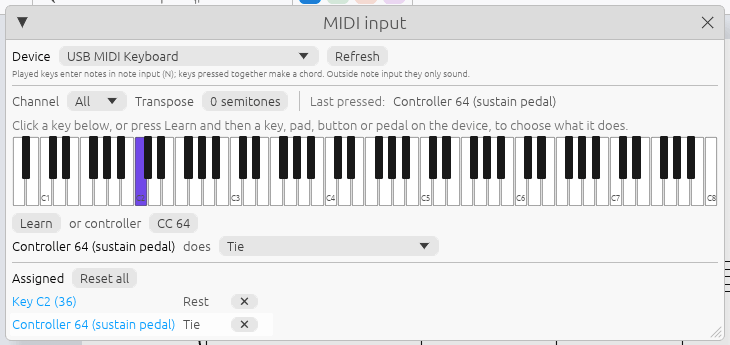 MIDI input
Device USB MIDI Keyboard Refresh
Played keys enter notes in note input (N); keys pressed together make a chord. Outside note input they only sound.
Channel All Transpose 0 semitones Last pressed: Controller 64 (sustain pedal)
Click a key below, or press Learn and then a key, pad, button or pedal on the device, to choose what it does.
C1 C2 C3 C4 C5 C6 C7 C8
Learn or controller CC 64
Controller 64 (sustain pedal) does Tie
Assigned Reset all
Key C2 (36) Rest
Controller 64 (sustain pedal) Tie